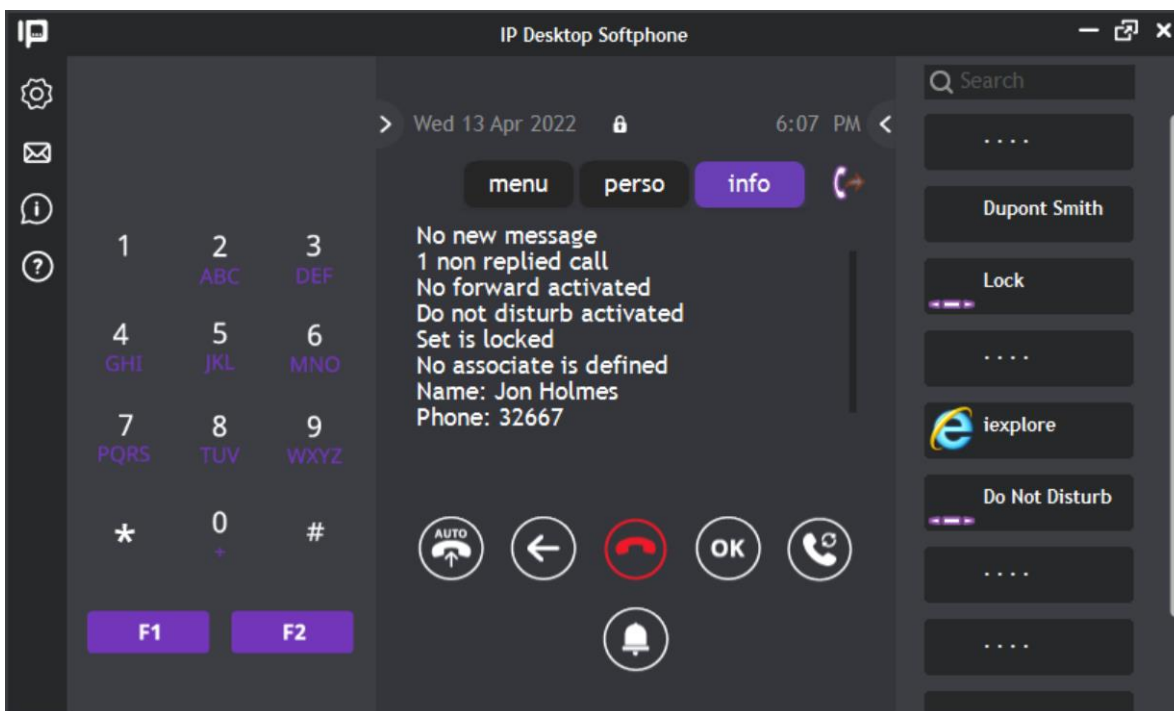 IP Desktop Softphone
Wed 13 Apr 2022 6:07 PM
menu perso info
No new message
1 non replied call
No forward activated
Do not disturb activated
Set is locked
No associate is defined
Name: Jon Holmes
Phone: 32667
1 2 3
ABC DEF
4 5 6
GHI JKL MNO
7 8 9
PQRS TUV WXYZ
* 0 #
+
F1 F2
AUTO OK
Search
....
Dupont Smith
Lock
....
iexplore
Do Not Disturb
....
....